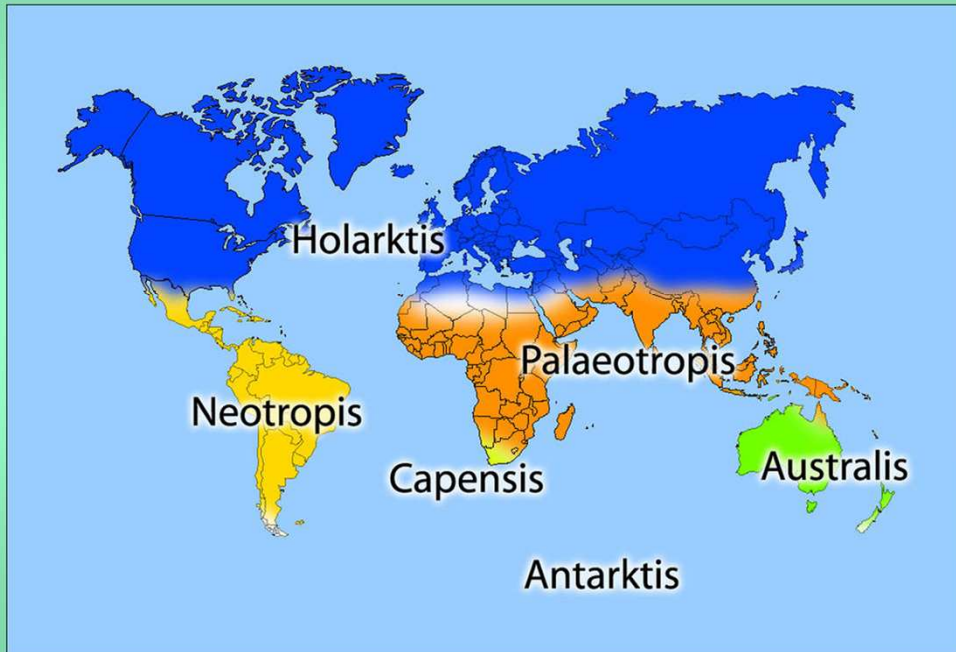 Holarktis
Palaeotropis
Neotropis
Australis
Capensis
Antarktis